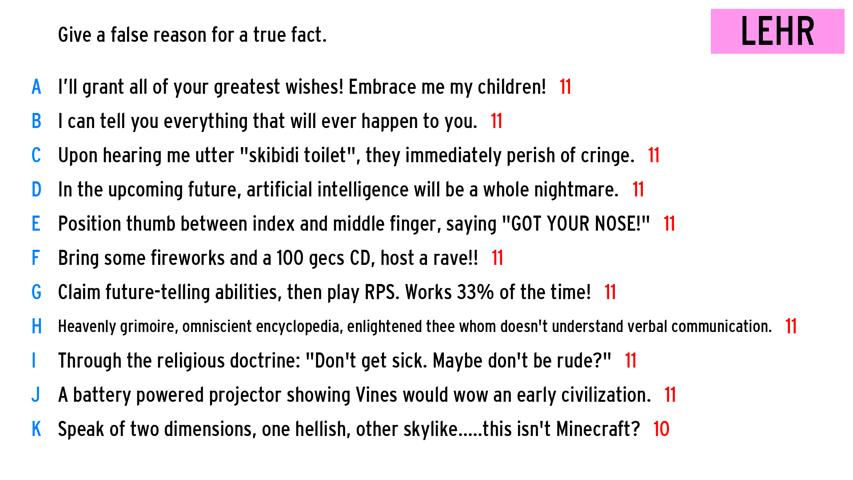 Give a false reason for a true fact.
LEHR
A I'll grant all of your greatest wishes! Embrace me my children! 11
B I can tell you everything that will ever happen to you. 11
C Upon hearing me utter "skibidi toilet", they immediately perish of cringe. 11
D In the upcoming future, artificial intelligence will be a whole nightmare. 11
E Position thumb between index and middle finger, saying "GOT YOUR NOSE!" 11
F Bring some fireworks and a 100 gecs CD, host a rave!! 11
G Claim future-telling abilities, then play RPS. Works 33% of the time! 11
H Heavenly grimoire, omniscient encyclopedia, enlightened thee whom doesn't understand verbal communication. 11
I Through the religious doctrine: "Don't get sick. Maybe don't be rude?" 11
J A battery powered projector showing Vines would wow an early civilization. 11
K Speak of two dimensions, one hellish, other skylike.....this isn't Minecraft? 10